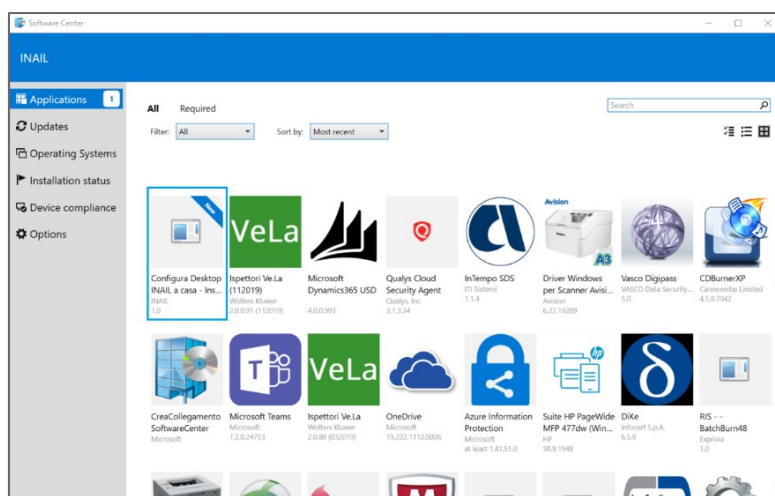 Software Center
INAIL
Applications 1
Updates
Operating Systems
Installation status
Device compliance
Options
All Required
Search
Filter: All Sort by: Most recent
New
VeLa
Avision
A3
Configura Desktop
INAIL a casa - Ins...
INAIL
1.0
Ispettori Ve.La
(112019)
Wolters Kluwer
2.0.0.91 (112019)
Microsoft
Dynamics365 USD
4.0.0.993
Qualys Cloud
Security Agent
Qualys, Inc.
3.1.3.34
InTempo SDS
ITI Sistemi
1.1.4
Driver Windows
per Scanner Avisi...
Avision
6.22.19289
Vasco Digipass
VASCO Data Security...
5.0
CDBurnerXP
Canneverbe Limited
4.5.8.7042
T
VeLa
hp
δ
CreaCollegamento
SoftwareCenter
Microsoft
Microsoft Teams
Microsoft
1.2.0.24753
Ispettori Ve.La
Wolters Kluwer
2.0.88 (032019)
OneDrive
Microsoft
19.222.1110.0006
Azure Information
Protection
Microsoft
at least 1.41.51.0
Suite HP PageWide
MFP 477dw (Win...
HP
38.9.1948
DiKe
Infocert S.p.A.
6.5.8
RIS - -
BatchBurn48
Exprivia
1.0